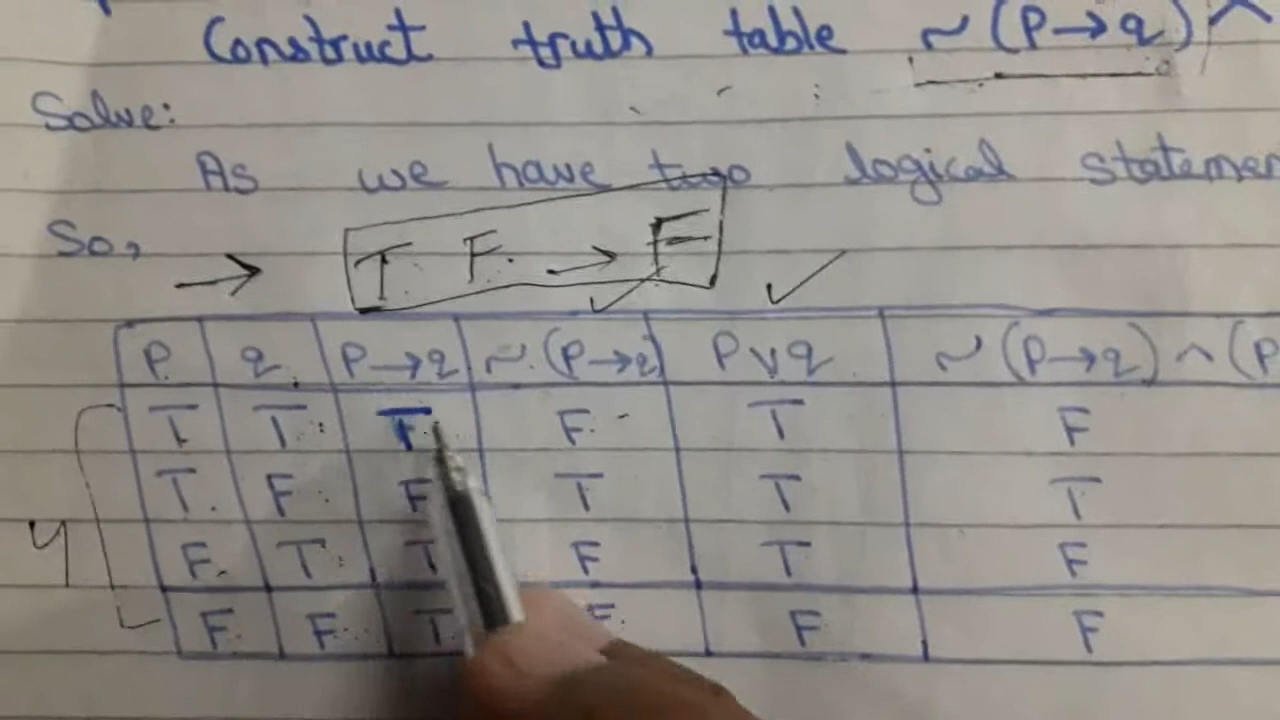 Construct truth table ~(P→q) ^
Solve:
As we have two logical statemen
So,
→ T F. → F
P q P→q ~(P→q) P∨q ~(P→q) ^ (P
T T T F T F
T F F T T T
F T T F T F
F F T F F F
4